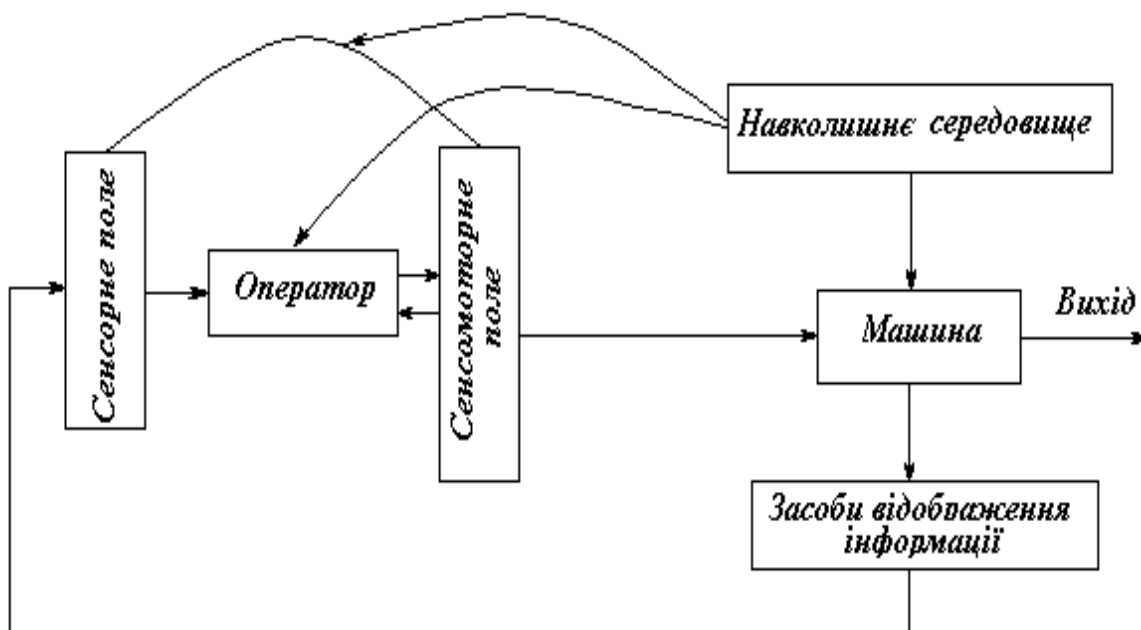 Навколишнє середовище
Сенсорне поле
Оператор
Сенсомоторне
поле
Машина
Вихід
Засоби відображення
інформації